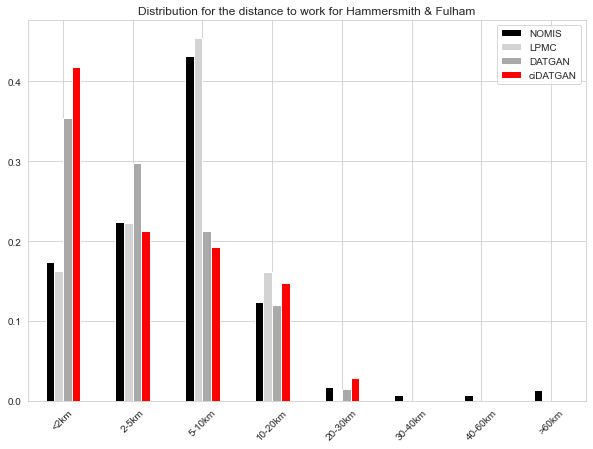 Distribution for the distance to work for Hammersmith & Fulham
NOMIS
LPMC
DATGAN
ciDATGAN
0.4
0.3
0.2
0.1
0.0
<2km
2-5km
5-10km
10-20km
20-30km
30-40km
40-60km
>60km